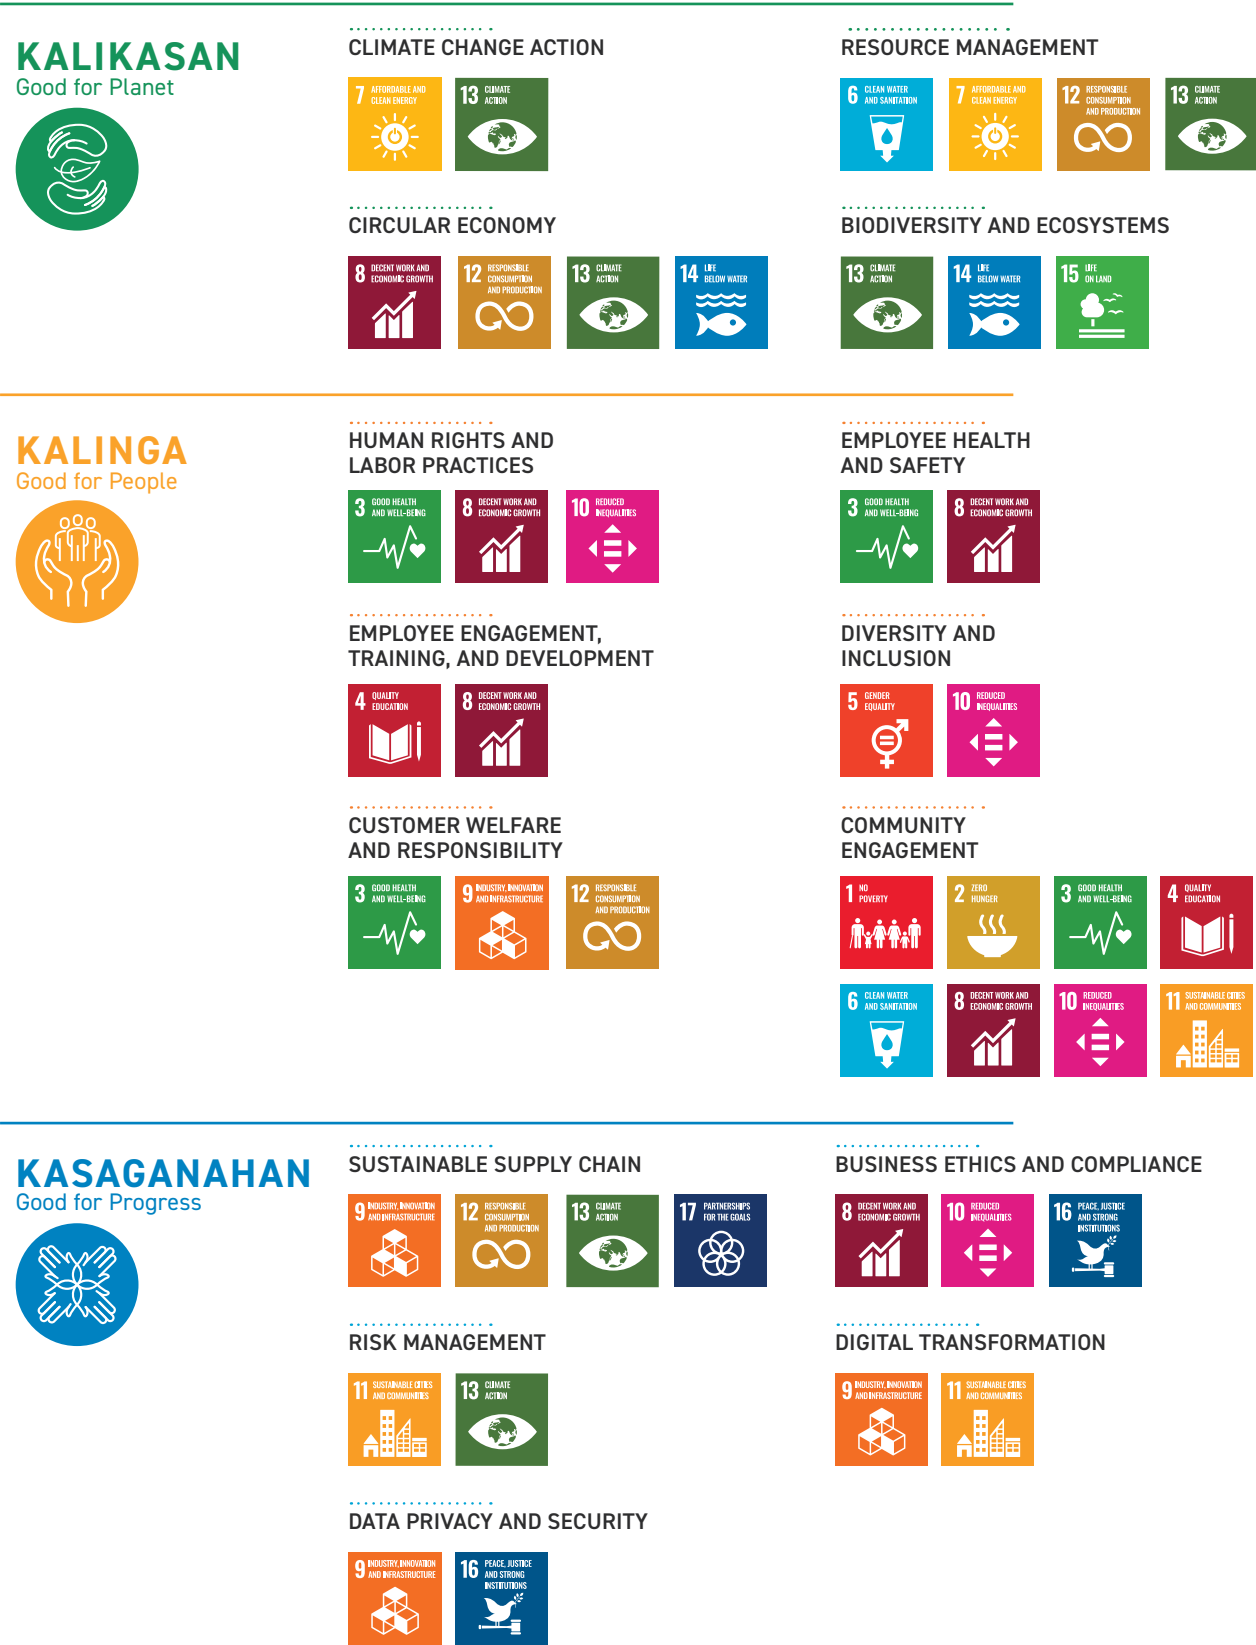 KALIKASAN
Good for Planet
CLIMATE CHANGE ACTION
7 AFFORDABLE AND
CLEAN ENERGY
13 CLIMATE
ACTION
RESOURCE MANAGEMENT
6 CLEAN WATER
AND SANITATION
7 AFFORDABLE AND
CLEAN ENERGY
12 RESPONSIBLE
CONSUMPTION
AND PRODUCTION
13 CLIMATE
ACTION
CIRCULAR ECONOMY
8 DECENT WORK AND
ECONOMIC GROWTH
12 RESPONSIBLE
CONSUMPTION
AND PRODUCTION
13 CLIMATE
ACTION
14 LIFE
BELOW WATER
BIODIVERSITY AND ECOSYSTEMS
13 CLIMATE
ACTION
14 LIFE
BELOW WATER
15 LIFE
ON LAND
KALINGA
Good for People
HUMAN RIGHTS AND
LABOR PRACTICES
3 GOOD HEALTH
AND WELL-BEING
8 DECENT WORK AND
ECONOMIC GROWTH
10 REDUCED
INEQUALITIES
EMPLOYEE HEALTH
AND SAFETY
3 GOOD HEALTH
AND WELL-BEING
8 DECENT WORK AND
ECONOMIC GROWTH
EMPLOYEE ENGAGEMENT,
TRAINING, AND DEVELOPMENT
4 QUALITY
EDUCATION
8 DECENT WORK AND
ECONOMIC GROWTH
DIVERSITY AND
INCLUSION
5 GENDER
EQUALITY
10 REDUCED
INEQUALITIES
CUSTOMER WELFARE
AND RESPONSIBILITY
3 GOOD HEALTH
AND WELL-BEING
9 INDUSTRY, INNOVATION
AND INFRASTRUCTURE
12 RESPONSIBLE
CONSUMPTION
AND PRODUCTION
COMMUNITY
ENGAGEMENT
1 NO
POVERTY
2 ZERO
HUNGER
3 GOOD HEALTH
AND WELL-BEING
4 QUALITY
EDUCATION
6 CLEAN WATER
AND SANITATION
8 DECENT WORK AND
ECONOMIC GROWTH
10 REDUCED
INEQUALITIES
11 SUSTAINABLE CITIES
AND COMMUNITIES
KASAGANAHAN
Good for Progress
SUSTAINABLE SUPPLY CHAIN
9 INDUSTRY, INNOVATION
AND INFRASTRUCTURE
12 RESPONSIBLE
CONSUMPTION
AND PRODUCTION
13 CLIMATE
ACTION
17 PARTNERSHIPS
FOR THE GOALS
BUSINESS ETHICS AND COMPLIANCE
8 DECENT WORK AND
ECONOMIC GROWTH
10 REDUCED
INEQUALITIES
16 PEACE, JUSTICE
AND STRONG
INSTITUTIONS
RISK MANAGEMENT
11 SUSTAINABLE CITIES
AND COMMUNITIES
13 CLIMATE
ACTION
DIGITAL TRANSFORMATION
9 INDUSTRY, INNOVATION
AND INFRASTRUCTURE
11 SUSTAINABLE CITIES
AND COMMUNITIES
DATA PRIVACY AND SECURITY
9 INDUSTRY, INNOVATION
AND INFRASTRUCTURE
16 PEACE, JUSTICE
AND STRONG
INSTITUTIONS